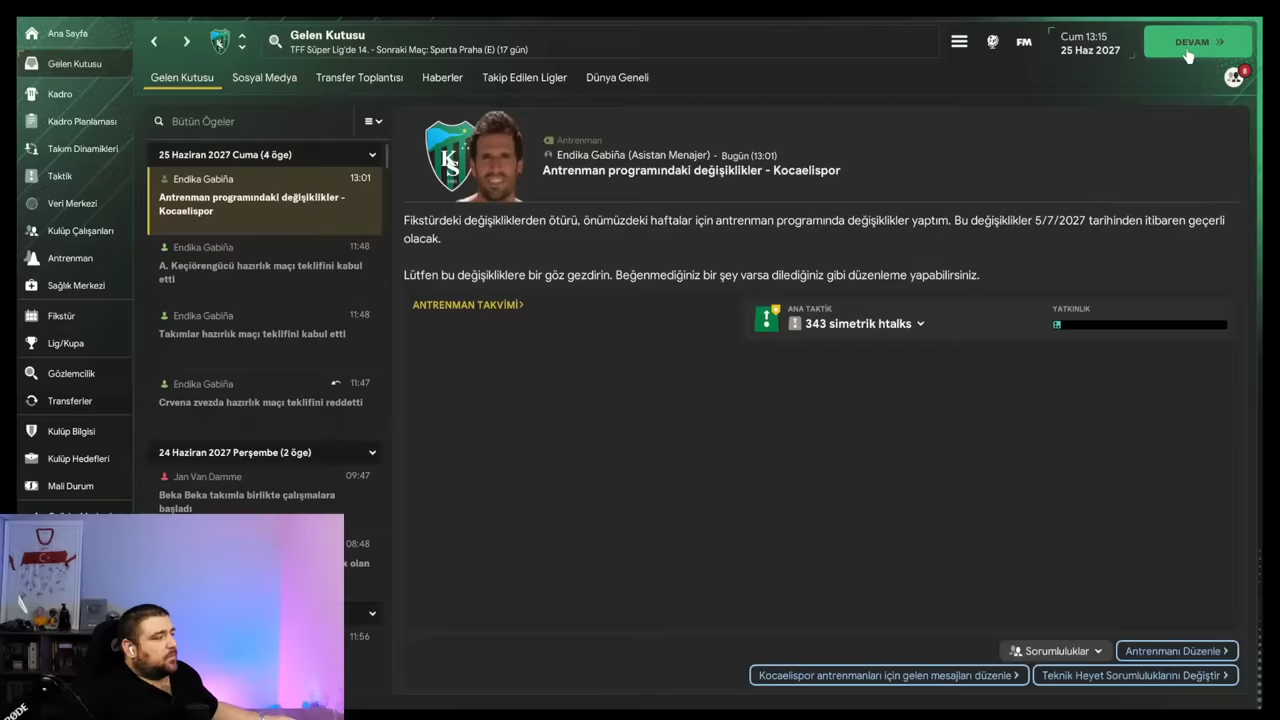 Ana Sayfa
Gelen Kutusu
Kadro
Kadro Planlaması
Takım Dinamikleri
Taktik
Veri Merkezi
Kulüp Çalışanları
Antrenman
Sağlık Merkezi
Fikstür
Lig/Kupa
Gözlemcilik
Transferler
Kulüp Bilgisi
Kulüp Hedefleri
Mali Durum
Gelen Kutusu
TFF Süper Lig'de 14. - Sonraki Maç: Sparta Praha (E) (17 gün)
FM
Cum 13:15
25 Haz 2027
DEVAM
8
Gelen Kutusu
Sosyal Medya
Transfer Toplantısı
Haberler
Takip Edilen Ligler
Dünya Geneli
Bütün Ögeler
25 Haziran 2027 Cuma (4 öge)
Endika Gabiña 13:01
Antrenman programındaki değişiklikler -
Kocaelispor
Endika Gabiña 11:48
A. Keçiörengücü hazırlık maçı teklifini kabul
etti
Endika Gabiña 11:48
Takımlar hazırlık maçı teklifini kabul etti
Endika Gabiña 11:47
Crvena zvezda hazırlık maçı teklifini reddetti
24 Haziran 2027 Perşembe (2 öge)
Jan Van Damme 09:47
Beka Beka takımla birlikte çalışmalara
başladı
08:48
k olan
11:56
KS
Antrenman
Endika Gabiña (Asistan Menajer) - Bugün (13:01)
Antrenman programındaki değişiklikler - Kocaelispor
Fikstürdeki değişikliklerden ötürü, önümüzdeki haftalar için antrenman programında değişiklikler yaptım. Bu değişiklikler 5/7/2027 tarihinden itibaren geçerli
olacak.
Lütfen bu değişikliklere bir göz gezdirin. Beğenmediğiniz bir şey varsa dilediğiniz gibi düzenleme yapabilirsiniz.
ANTRENMAN TAKVİMİ>
ANA TAKTİK
343 simetrik htalks
YATKINLIK
Sorumluluklar
Antrenmanı Düzenle >
Kocaelispor antrenmanları için gelen mesajları düzenle >
Teknik Heyet Sorumluluklarını Değiştir >
RØDE